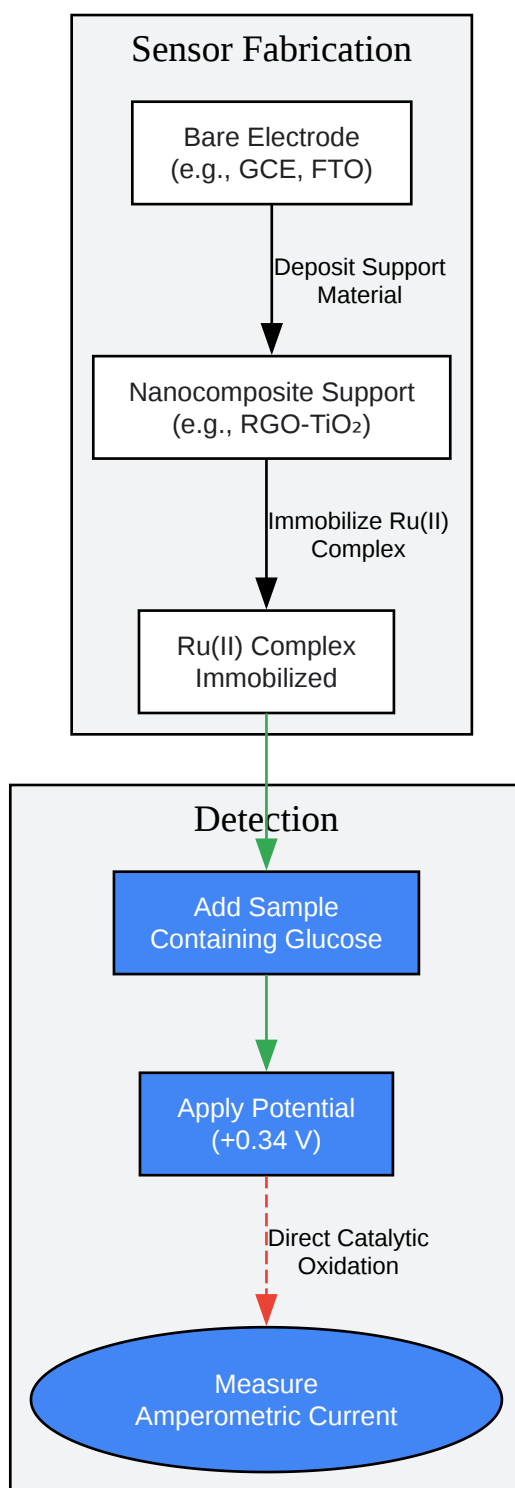 Sensor Fabrication
Bare Electrode
(e.g., GCE, FTO)
Deposit Support
Material
Nanocomposite Support
(e.g., RGO-TiO₂)
Immobilize Ru(II)
Complex
Ru(II) Complex
Immobilized
Detection
Add Sample
Containing Glucose
Apply Potential
(+0.34 V)
Direct Catalytic
Oxidation
Measure
Amperometric Current